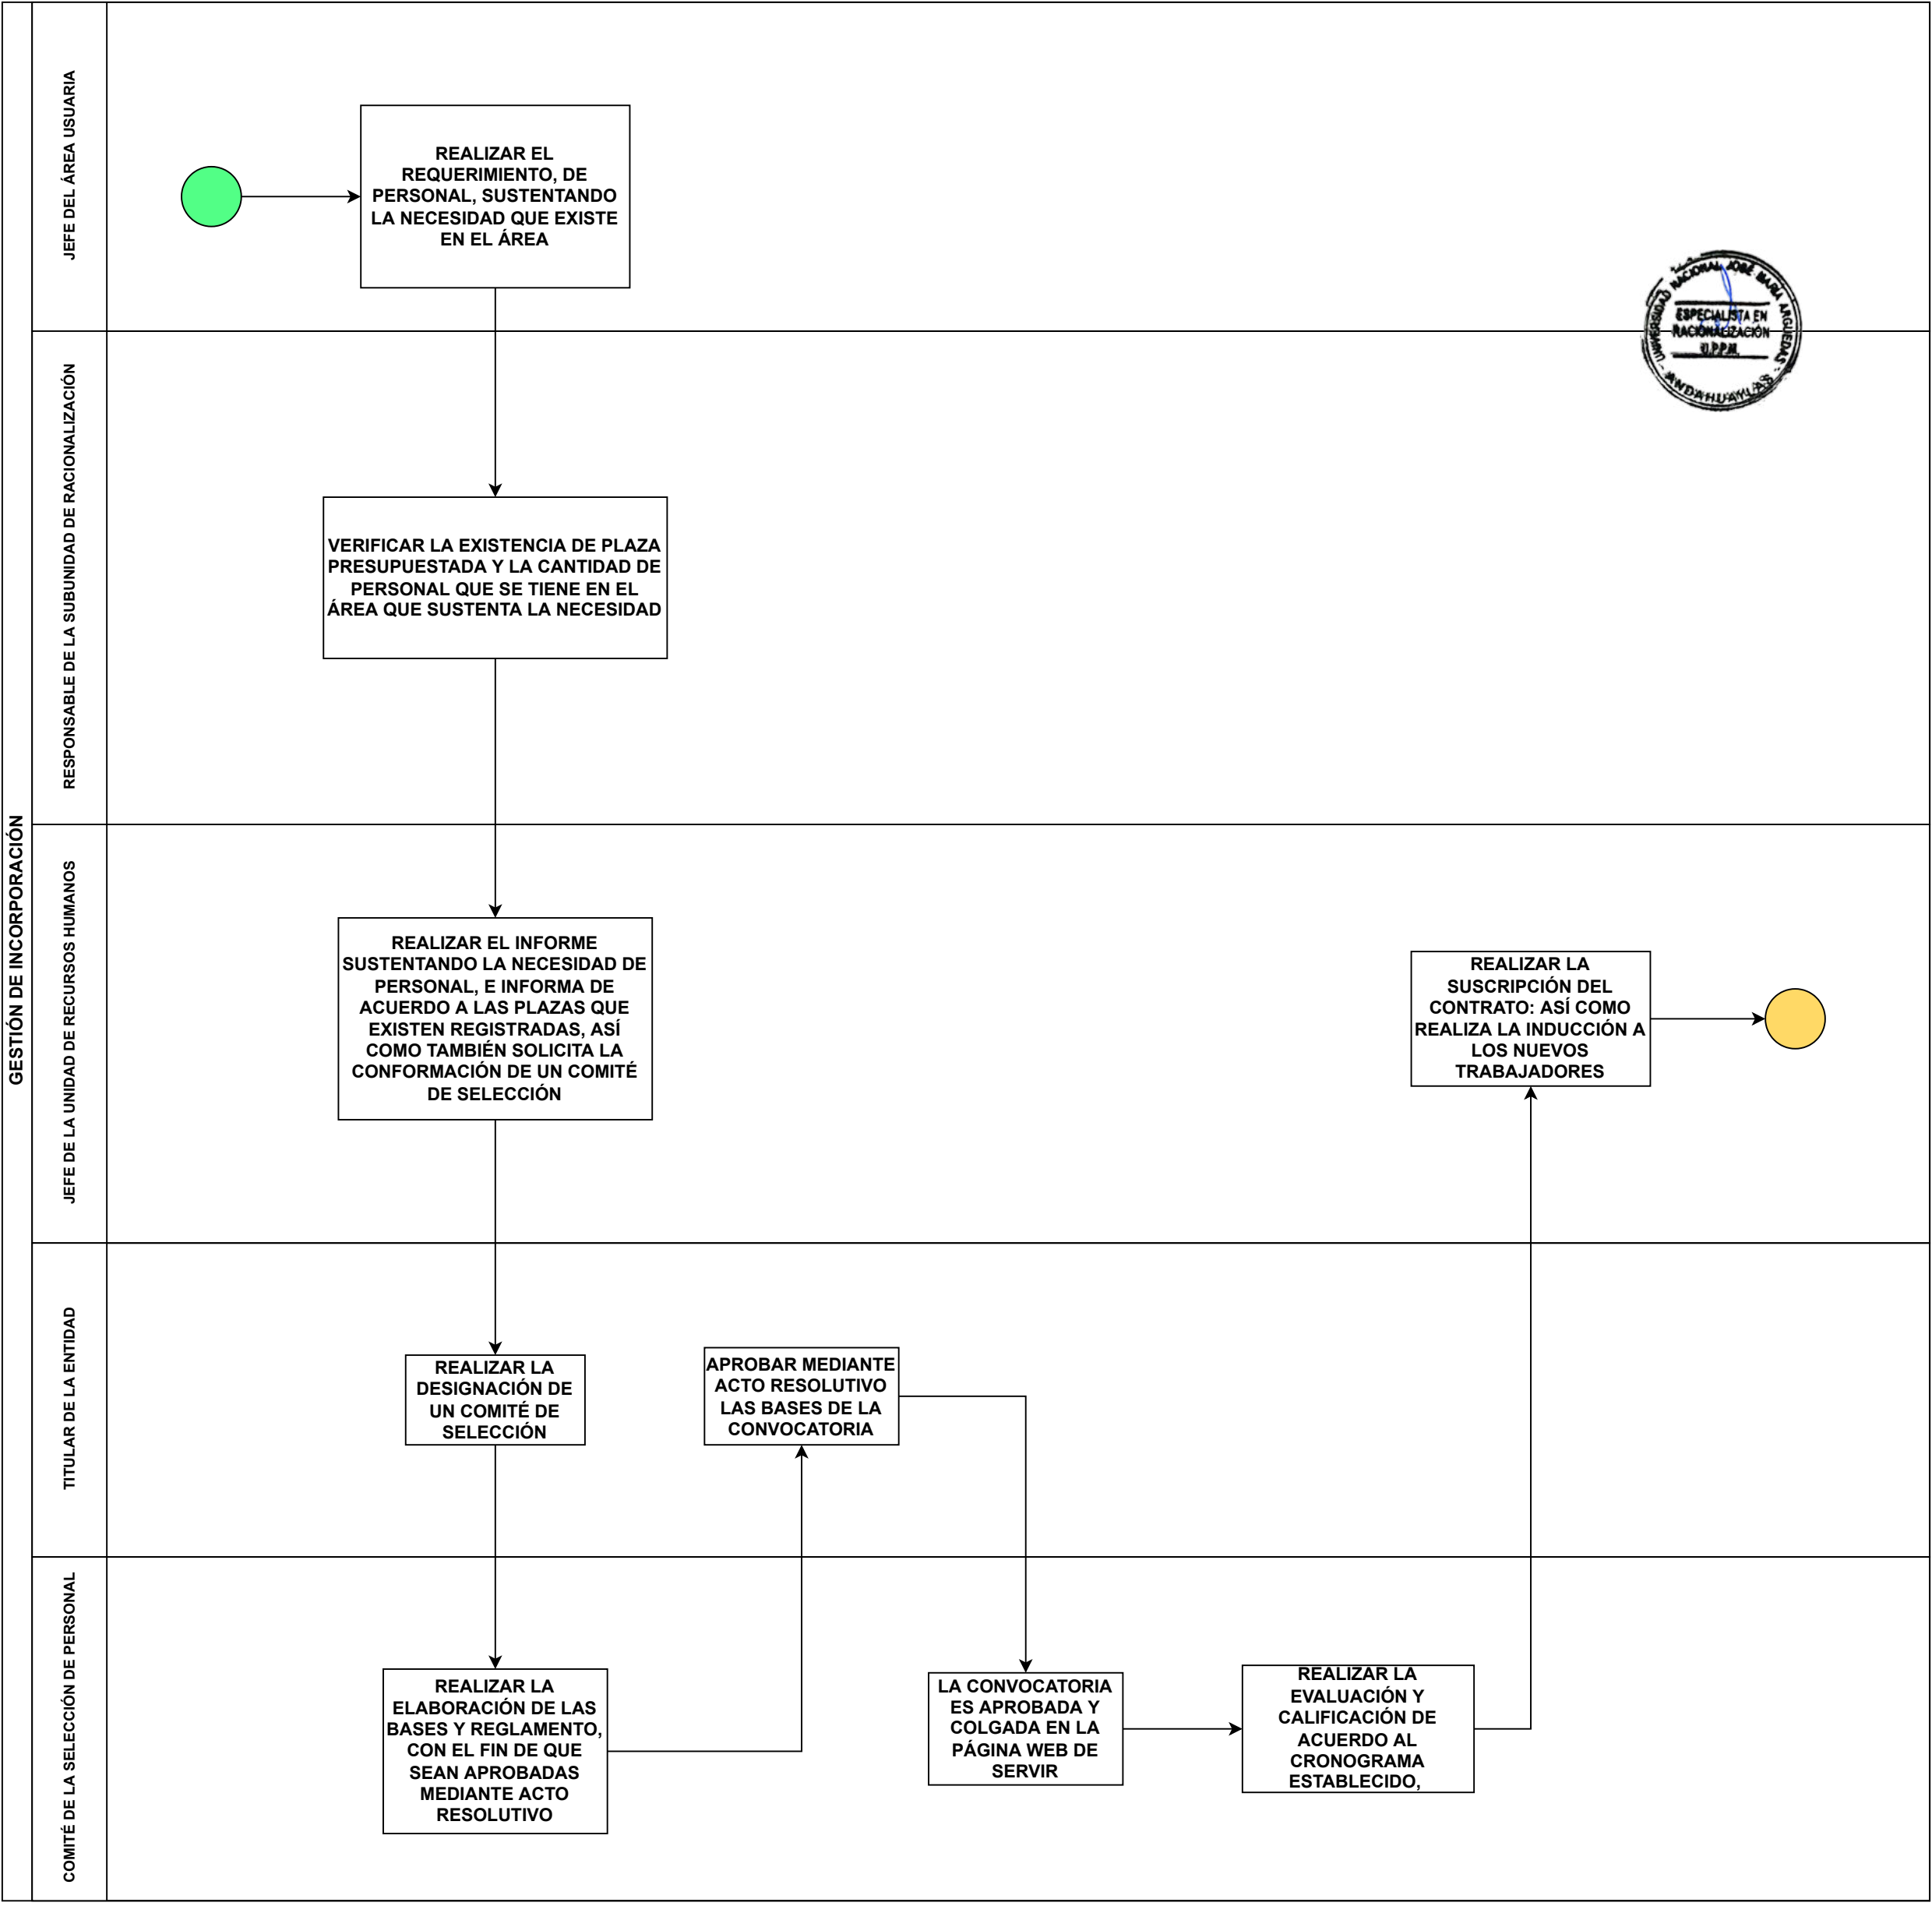 GESTIÓN DE INCORPORACIÓN
JEFE DEL ÁREA USUARIA
REALIZAR EL
REQUERIMIENTO, DE
PERSONAL, SUSTENTANDO
LA NECESIDAD QUE EXISTE
EN EL ÁREA
UNIVERSIDAD NACIONAL JOSÉ MARÍA ARGUEDAS
ESPECIALISTA EN
RACIONALIZACIÓN
U.P.P.M.
- ANDAHUAYLAS -
RESPONSABLE DE LA SUBUNIDAD DE RACIONALIZACIÓN
VERIFICAR LA EXISTENCIA DE PLAZA
PRESUPUESTADA Y LA CANTIDAD DE
PERSONAL QUE SE TIENE EN EL
ÁREA QUE SUSTENTA LA NECESIDAD
JEFE DE LA UNIDAD DE RECURSOS HUMANOS
REALIZAR EL INFORME
SUSTENTANDO LA NECESIDAD DE
PERSONAL, E INFORMA DE
ACUERDO A LAS PLAZAS QUE
EXISTEN REGISTRADAS, ASÍ
COMO TAMBIÉN SOLICITA LA
CONFORMACIÓN DE UN COMITÉ
DE SELECCIÓN
REALIZAR LA
SUSCRIPCIÓN DEL
CONTRATO: ASÍ COMO
REALIZA LA INDUCCIÓN A
LOS NUEVOS
TRABAJADORES
TITULAR DE LA ENTIDAD
REALIZAR LA
DESIGNACIÓN DE
UN COMITÉ DE
SELECCIÓN
APROBAR MEDIANTE
ACTO RESOLUTIVO
LAS BASES DE LA
CONVOCATORIA
COMITÉ DE LA SELECCIÓN DE PERSONAL
REALIZAR LA
ELABORACIÓN DE LAS
BASES Y REGLAMENTO,
CON EL FIN DE QUE
SEAN APROBADAS
MEDIANTE ACTO
RESOLUTIVO
LA CONVOCATORIA
ES APROBADA Y
COLGADA EN LA
PÁGINA WEB DE
SERVIR
REALIZAR LA
EVALUACIÓN Y
CALIFICACIÓN DE
ACUERDO AL
CRONOGRAMA
ESTABLECIDO,